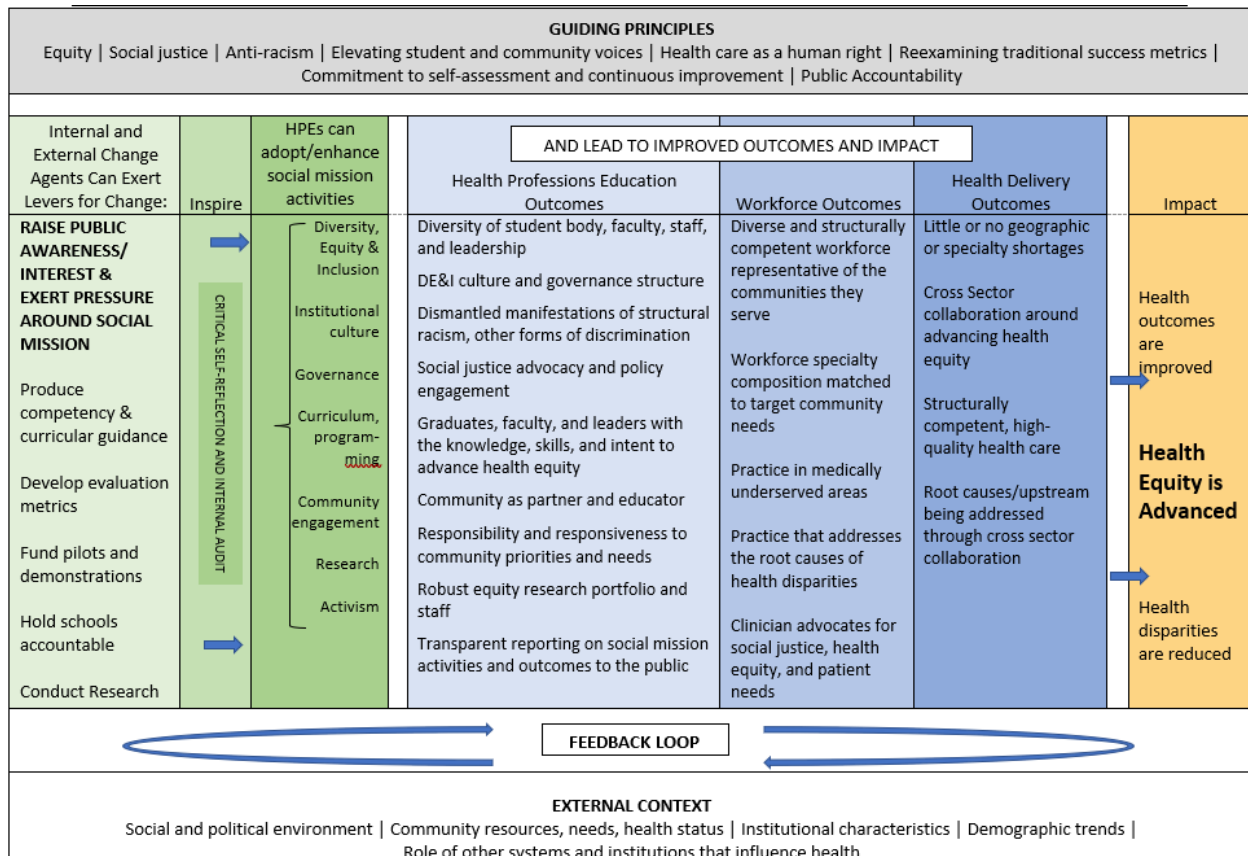 GUIDING PRINCIPLES
Equity | Social justice | Anti-racism | Elevating student and community voices | Health care as a human right | Reexamining traditional success metrics |
Commitment to self-assessment and continuous improvement | Public Accountability
Internal and
External Change
Agents Can Exert
Levers for Change:
RAISE PUBLIC
AWARENESS/
INTEREST &
EXERT PRESSURE
AROUND SOCIAL
MISSION
Produce
competency &
curricular guidance
Develop evaluation
metrics
Fund pilots and
demonstrations
Hold schools
accountable
Conduct Research
Inspire
CRITICAL SELF-REFLECTION AND INTERNAL AUDIT
HPEs can
adopt/enhance
social mission
activities
Diversity,
Equity &
Inclusion
Institutional
culture
Governance
Curriculum,
program-
ming
Community
engagement
Research
Activism
AND LEAD TO IMPROVED OUTCOMES AND IMPACT
Health Professions Education
Outcomes
Diversity of student body, faculty, staff,
and leadership
DE&I culture and governance structure
Dismantled manifestations of structural
racism, other forms of discrimination
Social justice advocacy and policy
engagement
Graduates, faculty, and leaders with
the knowledge, skills, and intent to
advance health equity
Community as partner and educator
Responsibility and responsiveness to
community priorities and needs
Robust equity research portfolio and
staff
Transparent reporting on social mission
activities and outcomes to the public
Workforce Outcomes
Diverse and structurally
competent workforce
representative of the
communities they
serve
Workforce specialty
composition matched
to target community
needs
Practice in medically
underserved areas
Practice that addresses
the root causes of
health disparities
Clinician advocates for
social justice, health
equity, and patient
needs
Health Delivery
Outcomes
Little or no geographic
or specialty shortages
Cross Sector
collaboration around
advancing health
equity
Structurally
competent, high-
quality health care
Root causes/upstream
being addressed
through cross sector
collaboration
Impact
Health
outcomes
are
improved
Health
Equity is
Advanced
Health
disparities
are reduced
FEEDBACK LOOP
EXTERNAL CONTEXT
Social and political environment | Community resources, needs, health status | Institutional characteristics | Demographic trends |
Role of other systems and institutions that influence health